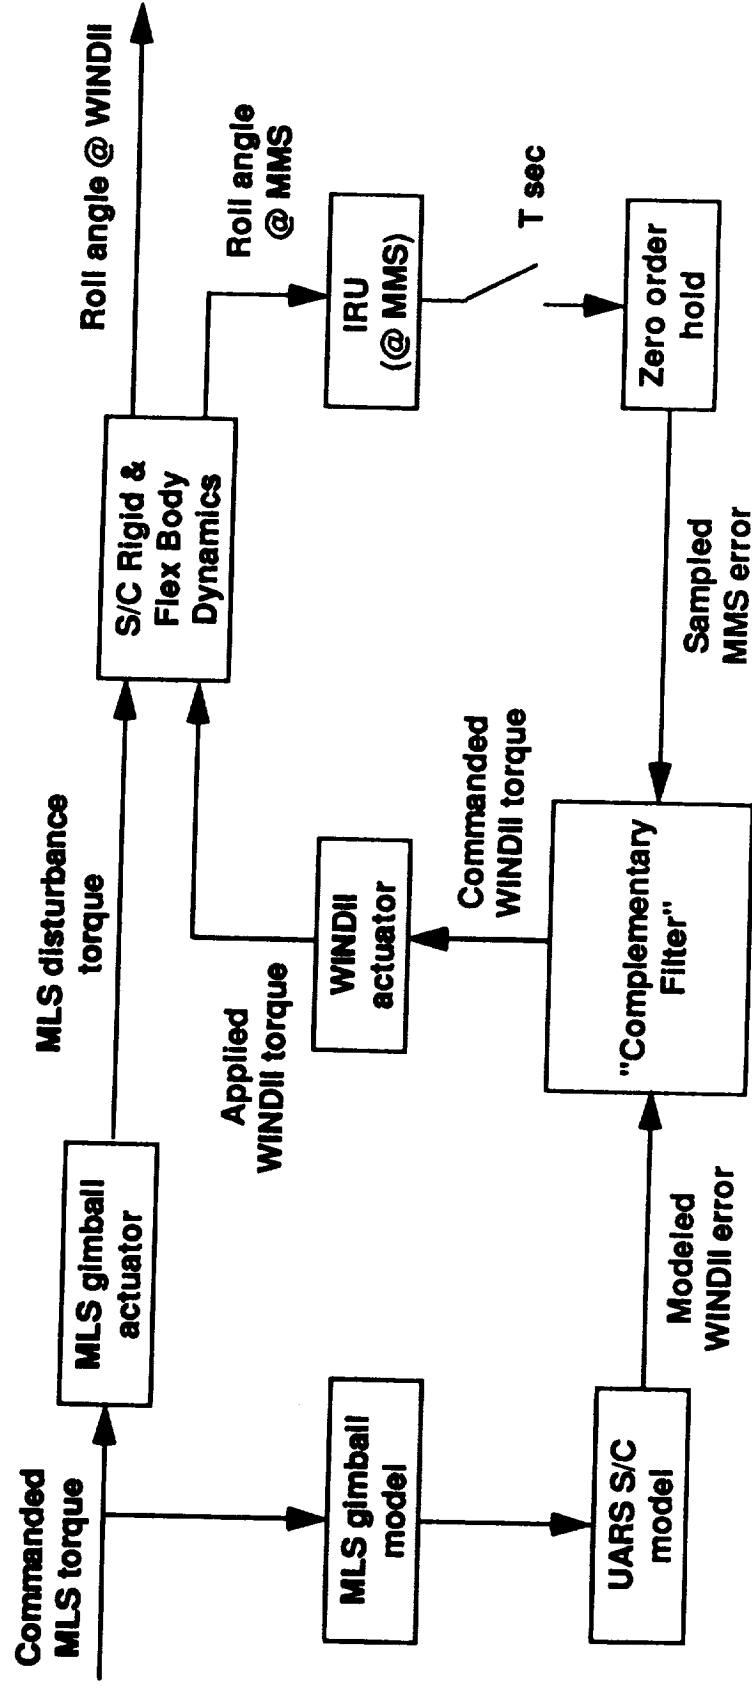 Commanded
MLS torque
MLS gimball
actuator
MLS disturbance
torque
S/C Rigid &
Flex Body
Dynamics
Roll angle @ WINDII
Roll angle
@ MMS
IRU
(@ MMS)
T sec
Zero order
hold
Sampled
MMS error
"Complementary
Filter"
Commanded
WINDII torque
WINDII
actuator
Applied
WINDII torque
MLS gimball
model
UARS S/C
model
Modeled
WINDII error